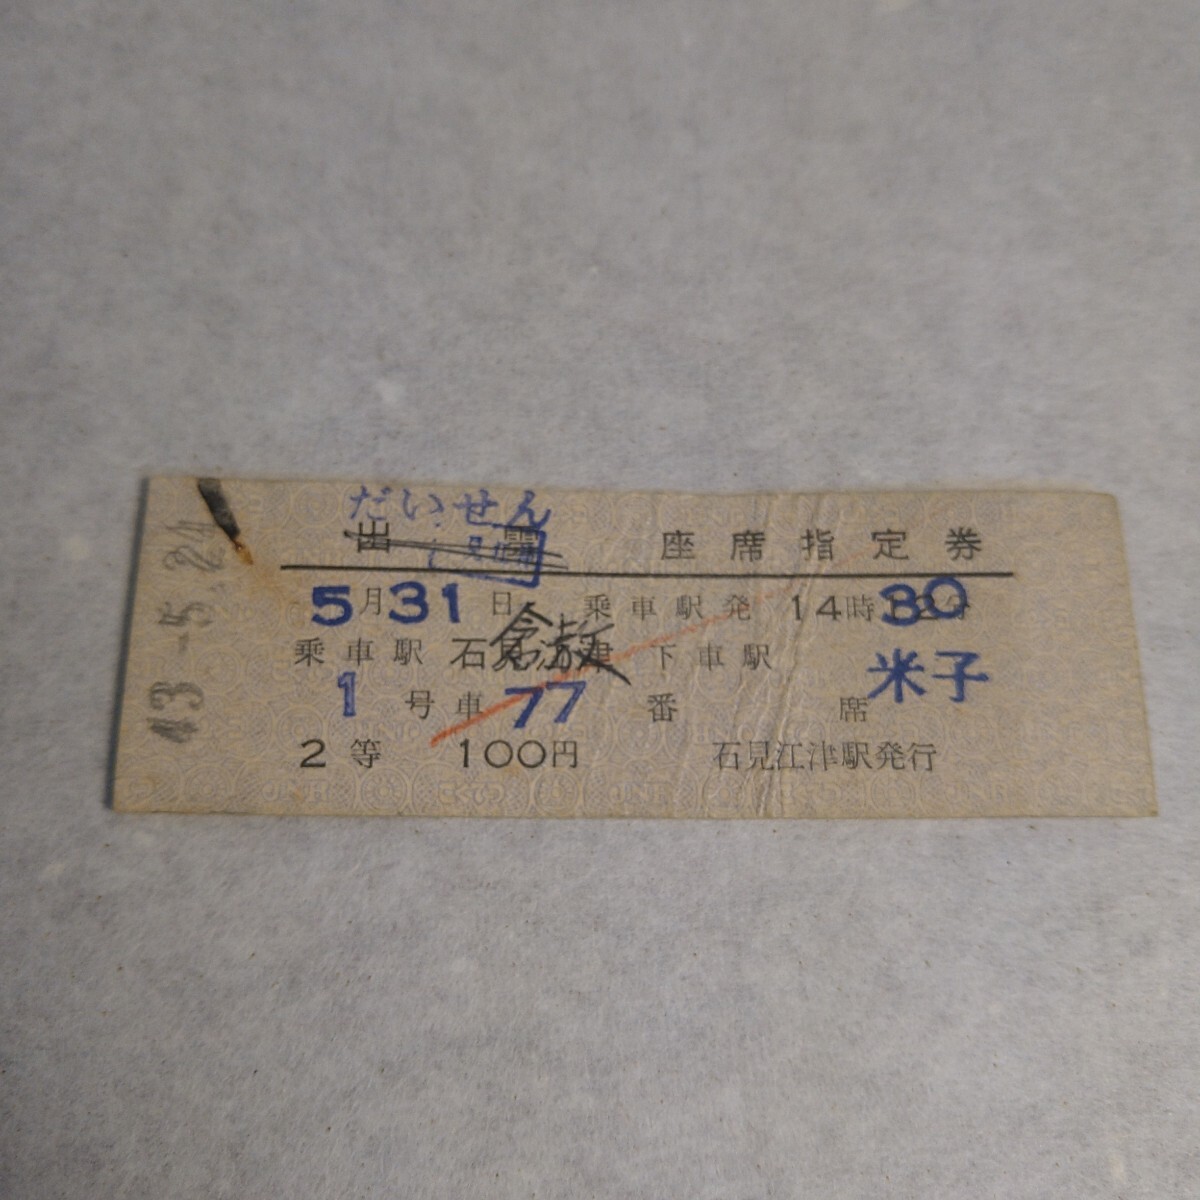 43.-5.24
だいせん
出雲 座席指定券
5月31日 乗車駅発 14時30分
乗車駅 石見江津 倉敷 下車駅 米子
1号車 77番 席
2等 100円 石見江津駅発行